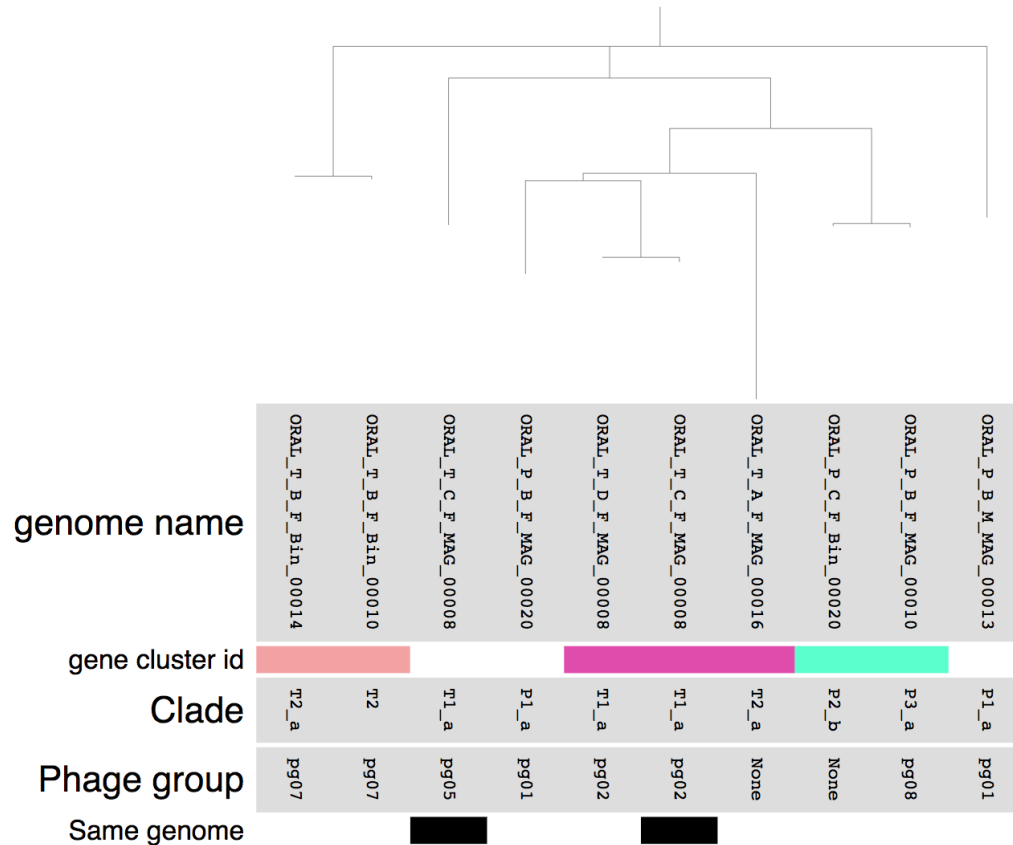 genome name
ORAL_T_B_F_Bin_00014
ORAL_T_B_F_Bin_00010
ORAL_T_C_F_MAG_00008
ORAL_P_B_F_MAG_00020
ORAL_T_D_F_MAG_00008
ORAL_T_C_F_MAG_00008
ORAL_T_A_F_MAG_00016
ORAL_P_C_F_Bin_00020
ORAL_P_B_F_MAG_00010
ORAL_P_B_M_MAG_00013
gene cluster id
Clade
T2_a
T2
T1_a
P1_a
T1_a
T1_a
T2_a
P2_b
P3_a
P1_a
Phage group
pg07
pg07
pg05
pg01
pg02
pg02
None
None
pg08
pg01
Same genome